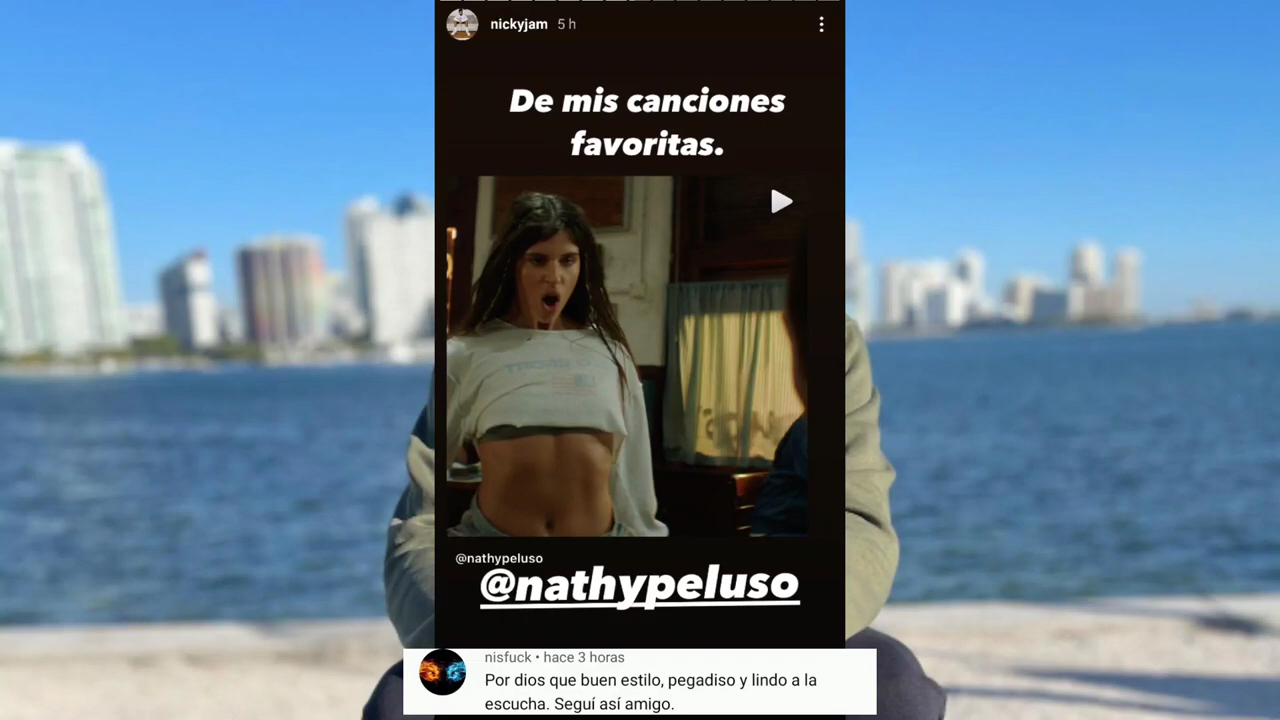 nickyjam 5 h
De mis canciones
favoritas.
@nathypeluso
@nathypeluso
nisfuck • hace 3 horas
Por dios que buen estilo, pegadiso y lindo a la
escucha. Seguí así amigo.